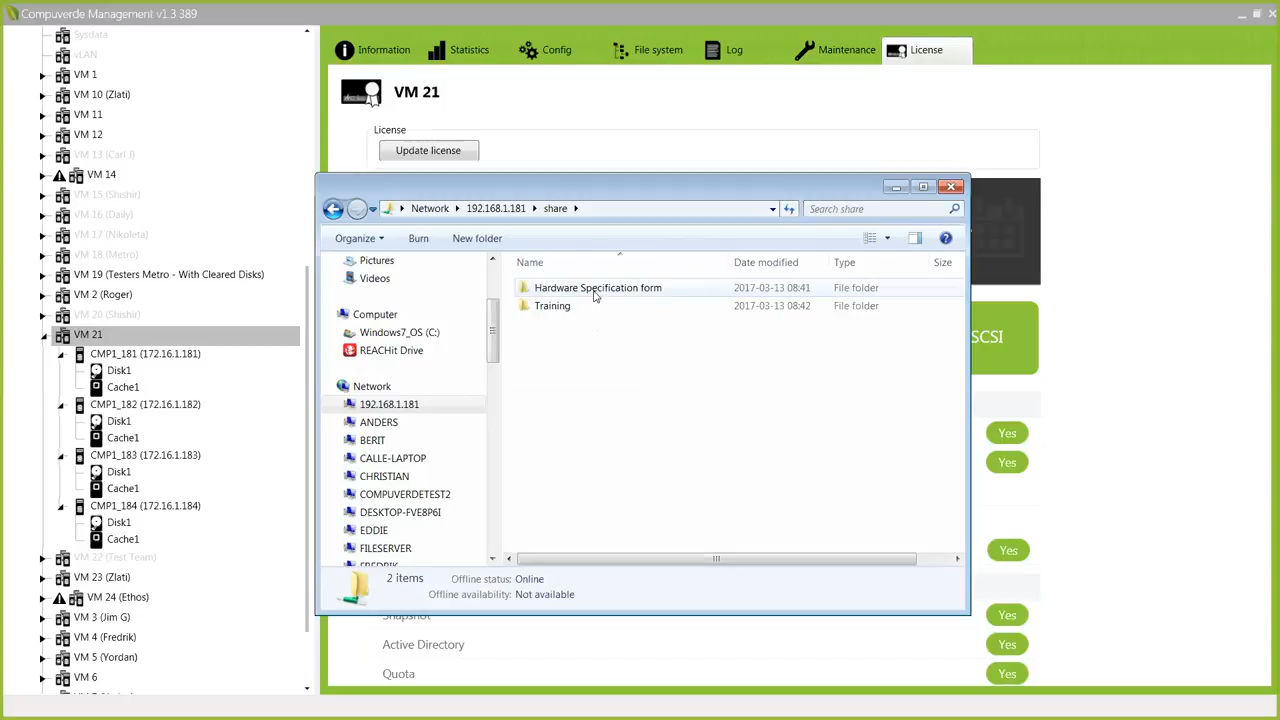 Compuverde Management v1.3 389
Sysdata
vLAN
VM 1
VM 10 (Zlati)
VM 11
VM 12
VM 13 (Carl J)
VM 14
VM 15 (Shishir)
VM 16 (Daily)
VM 17 (Nikoleta)
VM 18 (Metro)
VM 19 (Testers Metro - With Cleared Disks)
VM 2 (Roger)
VM 20 (Shishir)
VM 21
CMP1_181 (172.16.1.181)
Disk1
Cache1
CMP1_182 (172.16.1.182)
Disk1
Cache1
CMP1_183 (172.16.1.183)
Disk1
Cache1
CMP1_184 (172.16.1.184)
Disk1
Cache1
VM 22 (Test Team)
VM 23 (Zlati)
VM 24 (Ethos)
VM 3 (Jim G)
VM 4 (Fredrik)
VM 5 (Yordan)
VM 6
Information Statistics Config File system Log Maintenance License
VM 21
License
Update license
Network 192.168.1.181 share Search share
Organize Burn New folder
Pictures
Videos
Computer
Windows7_OS (C:)
REACHit Drive
Network
192.168.1.181
ANDERS
BERIT
CALLE-LAPTOP
CHRISTIAN
COMPUVERDETEST2
DESKTOP-FVE8P6I
EDDIE
FILESERVER
FREDRIK
Name Date modified Type Size
Hardware Specification form 2017-03-13 08:41 File folder
Training 2017-03-13 08:42 File folder
2 items Offline status: Online
Offline availability: Not available
SCSI
Yes
Yes
Yes
Snapshot Yes
Active Directory Yes
Quota Yes